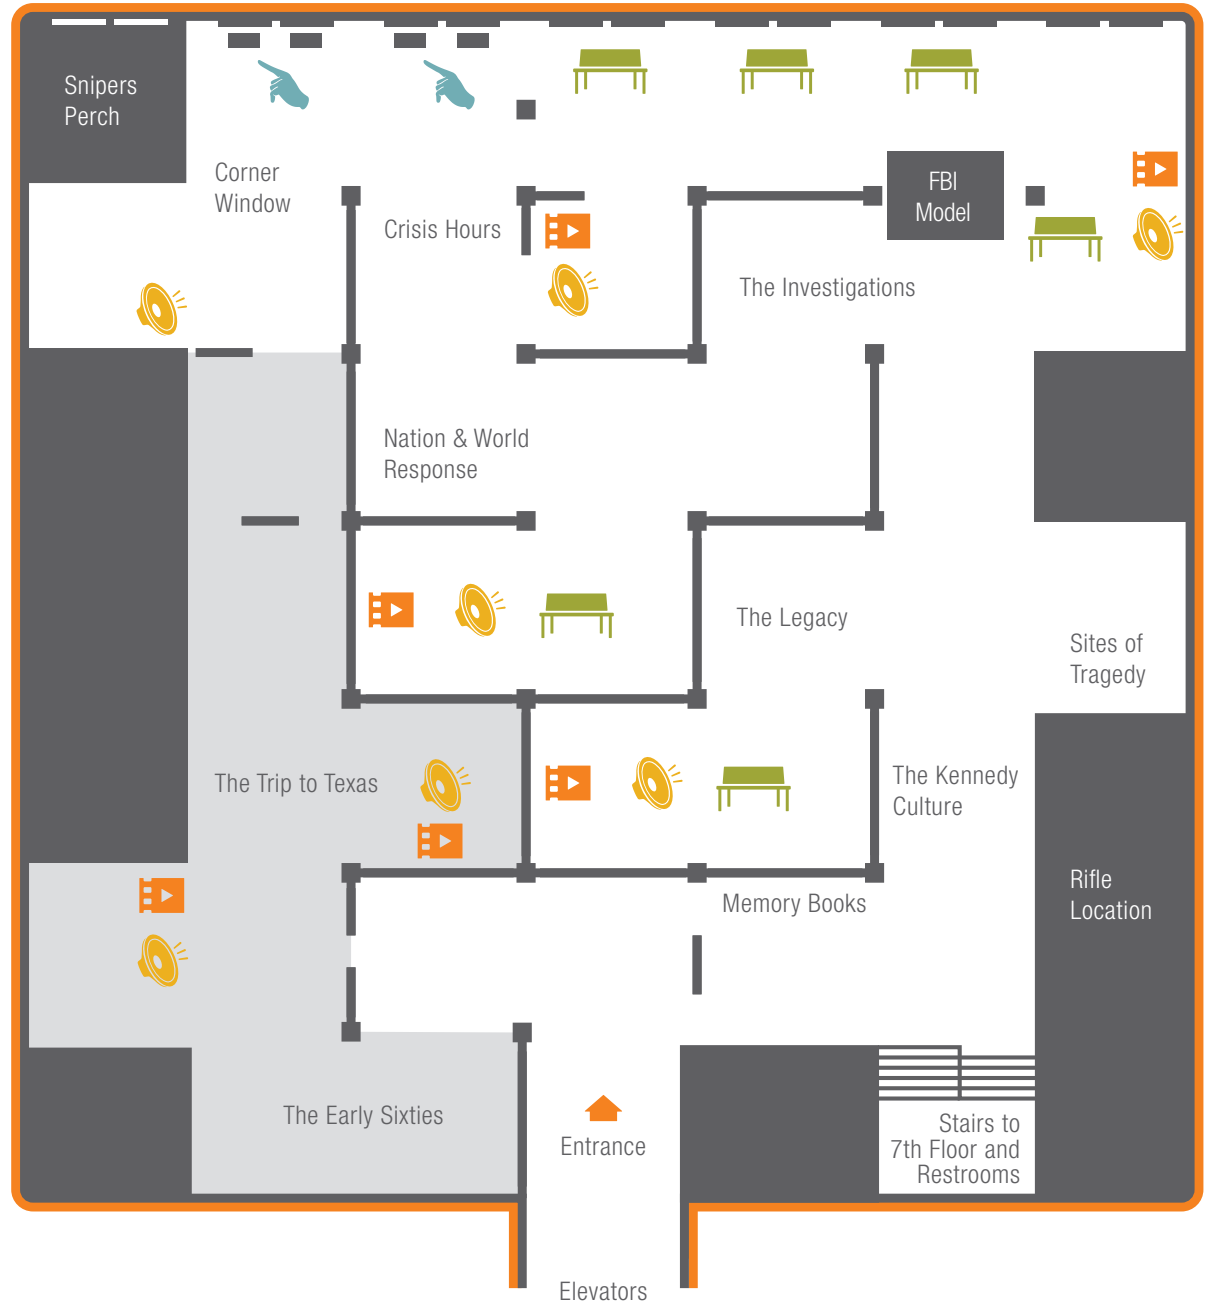 Snipers
Perch
Corner
Window
Crisis Hours
FBI
Model
The Investigations
Nation & World
Response
The Legacy
Sites of
Tragedy
The Trip to Texas
The Kennedy
Culture
Memory Books
Rifle
Location
The Early Sixties
Entrance
Stairs to
7th Floor and
Restrooms
Elevators